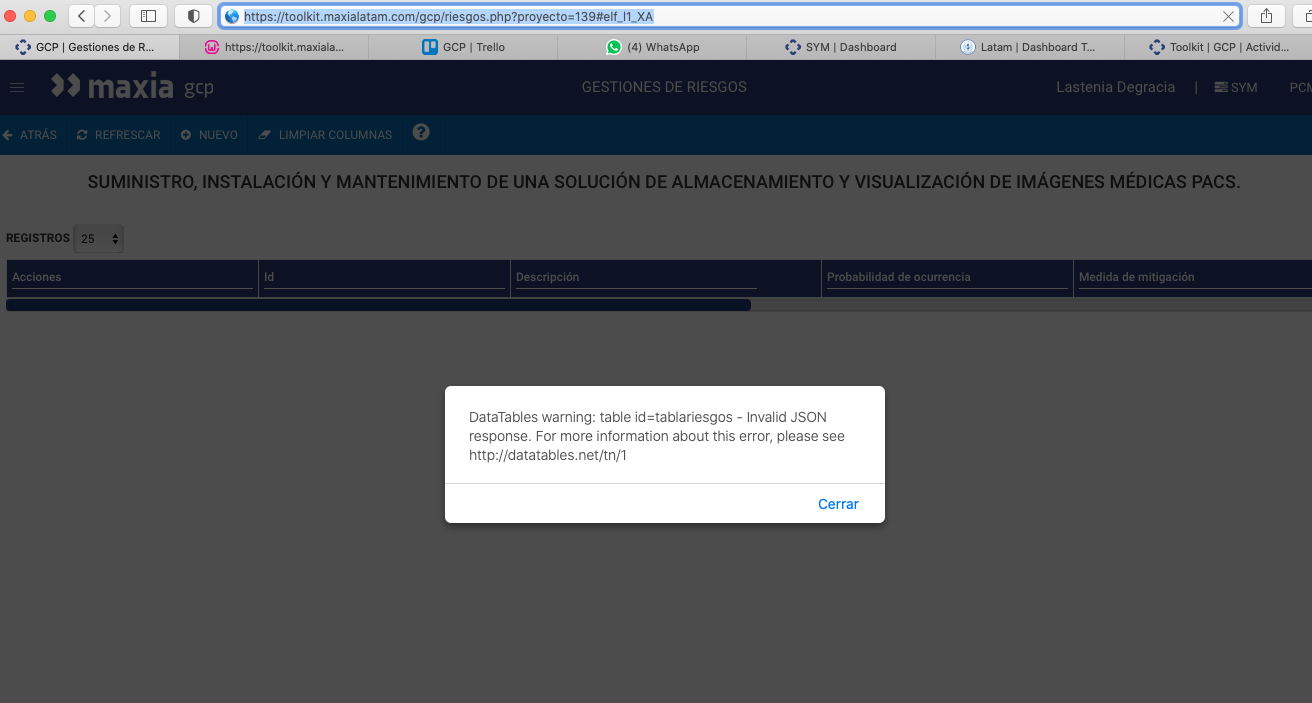 https://toolkit.maxialatam.com/gcp/riesgos.php?proyecto=139#elf_l1_XA
GCP | Gestiones de R... https://toolkit.maxiala... GCP | Trello (4) WhatsApp SYM | Dashboard Latam | Dashboard T... Toolkit | GCP | Activid...
maxia gcp GESTIONES DE RIESGOS Lastenia Degracia | SYM PCM
ATRÁS REFRESCAR NUEVO LIMPIAR COLUMNAS ?
SUMINISTRO, INSTALACIÓN Y MANTENIMIENTO DE UNA SOLUCIÓN DE ALMACENAMIENTO Y VISUALIZACIÓN DE IMÁGENES MÉDICAS PACS.
REGISTROS 25
Acciones Id Descripción Probabilidad de ocurrencia Medida de mitigación
DataTables warning: table id=tablariesgos - Invalid JSON
response. For more information about this error, please see
http://datatables.net/tn/1
Cerrar